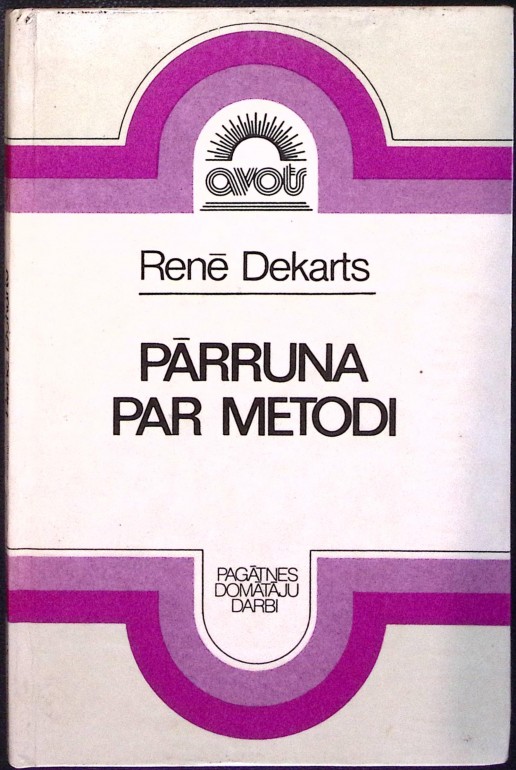 avots
Renē Dekarts
PĀRRUNA
PAR METODI
PAGĀTNES
DOMĀTĀJU
DARBI